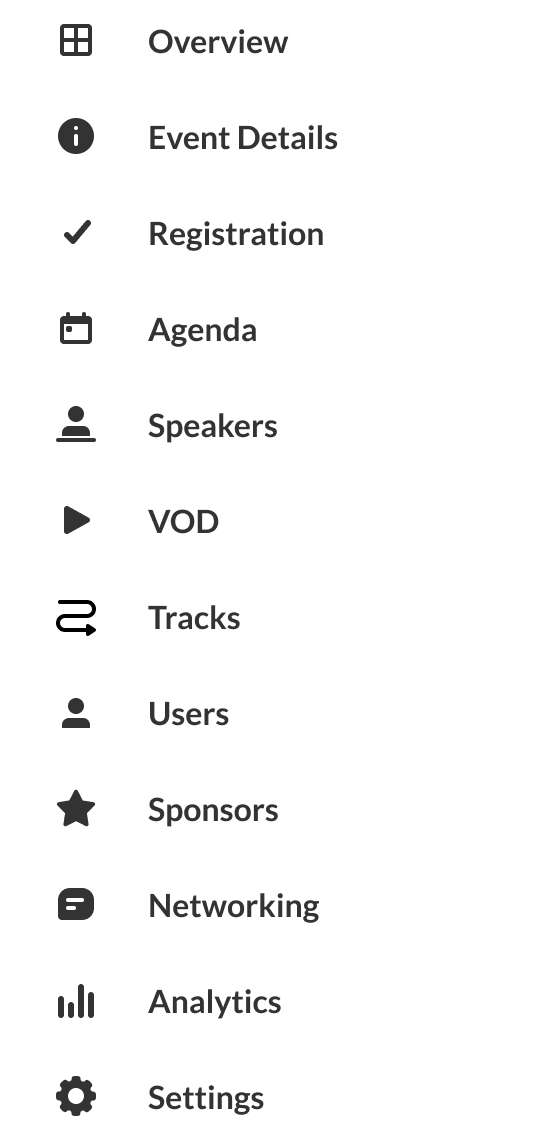 Overview
Event Details
Registration
Agenda
Speakers
VOD
Tracks
Users
Sponsors
Networking
Analytics
Settings